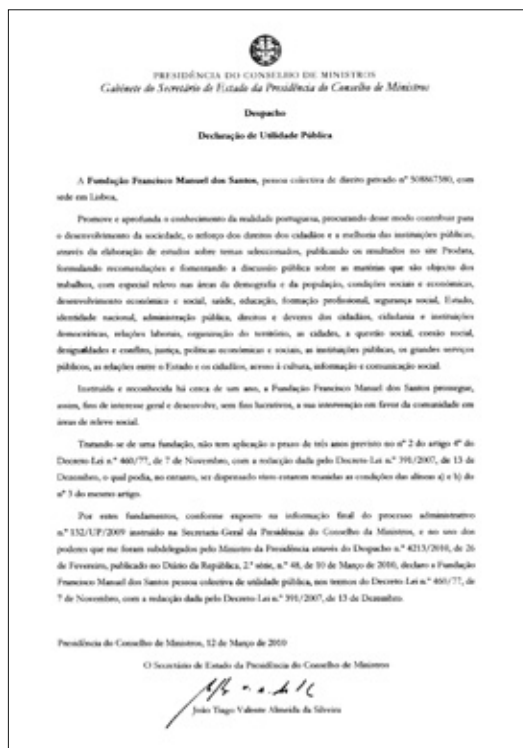 PRESIDÊNCIA DO CONSELHO DE MINISTROS
Gabinete do Secretário de Estado da Presidência do Conselho de Ministros
Despacho
Declaração de Utilidade Pública
A Fundação Francisco Manuel dos Santos, pessoa colectiva de direito privado nº 508867380, com
sede em Lisboa,
Promove e aprofunda o conhecimento da realidade portuguesa, procurando desse modo contribuir para
o desenvolvimento da sociedade, o reforço dos direitos dos cidadãos e a melhoria das instituições públicas,
através da elaboração de estudos sobre temas seleccionados, publicando os resultados no site Prodata,
formulando recomendações e fomentando a discussão pública sobre as matérias que são objecto dos
trabalhos, com especial relevo nas áreas da demografia e da população, condições sociais e económicas,
desenvolvimento económico e social, saúde, educação, formação profissional, segurança social, Estado,
identidade nacional, administração pública, direitos e deveres dos cidadãos, cidadania e instituições
democráticas, relações laborais, organização do território, as cidades, a questão social, coesão social,
desigualdades e conflitos, justiça, políticas económicas e sociais, as instituições públicas, os grandes serviços
públicos, as relações entre o Estado e os cidadãos, acesso à cultura, informação e comunicação social.
Instituída e reconhecida há cerca de um ano, a Fundação Francisco Manuel dos Santos prossegue,
assim, fins de interesse geral e desenvolve, sem fins lucrativos, a sua intervenção em favor da comunidade em
áreas de relevo social.
Tratando-se de uma fundação, não tem aplicação o prazo de três anos previsto no nº 2 do artigo 4º do
Decreto-Lei n.º 460/77, de 7 de Novembro, com a redacção dada pelo Decreto-Lei n.º 391/2007, de 13 de
Dezembro, o qual podia, no entanto, ser dispensado visto estarem reunidas as condições das alíneas a) e b) do
nº 3 do mesmo artigo.
Por estes fundamentos, conforme exposto na informação final do processo administrativo
n.º 132/UP/2009 instruído na Secretaria-Geral da Presidência do Conselho da Ministros, e no uso dos
poderes que me foram subdelegados pelo Ministro da Presidência através do Despacho n.º 4213/2010, de 26
de Fevereiro, publicado no Diário da República, 2.ª série, n.º 48, de 10 de Março de 2010, declaro a Fundação
Francisco Manuel dos Santos pessoa colectiva de utilidade pública, nos termos do Decreto-Lei n.º 460/77, de
7 de Novembro, com a redacção dada pelo Decreto-Lei n.º 391/2007, de 13 de Dezembro.
Presidência do Conselho de Ministros, 12 de Março de 2010
O Secretário de Estado da Presidência do Conselho de Ministros
João Tiago Valente Almeida da Silveira